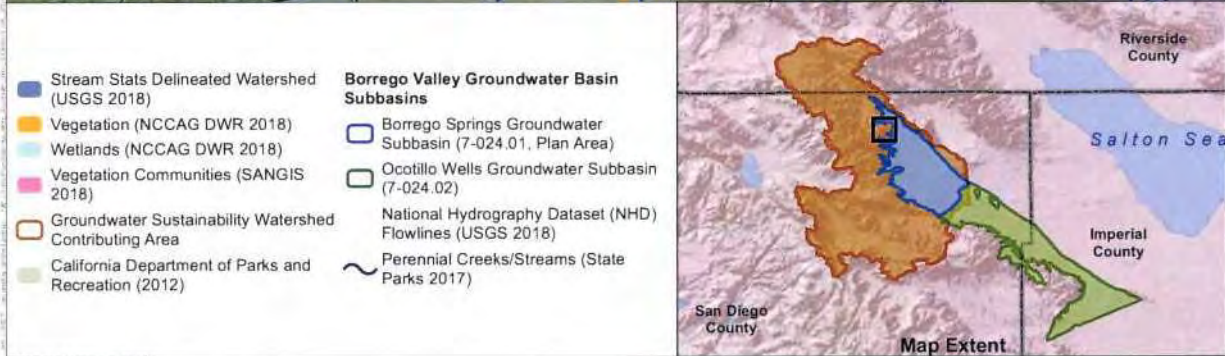 Stream Stats Delineated Watershed
(USGS 2018)
Vegetation (NCCAG DWR 2018)
Wetlands (NCCAG DWR 2018)
Vegetation Communities (SANGIS
2018)
Groundwater Sustainability Watershed
Contributing Area
California Department of Parks and
Recreation (2012)
Borrego Valley Groundwater Basin
Subbasins
Borrego Springs Groundwater
Subbasin (7-024.01, Plan Area)
Ocotillo Wells Groundwater Subbasin
(7-024.02)
National Hydrography Dataset (NHD)
Flowlines (USGS 2018)
Perennial Creeks/Streams (State
Parks 2017)
Riverside
County
Salton Sea
Imperial
County
San Diego
County
Map Extent